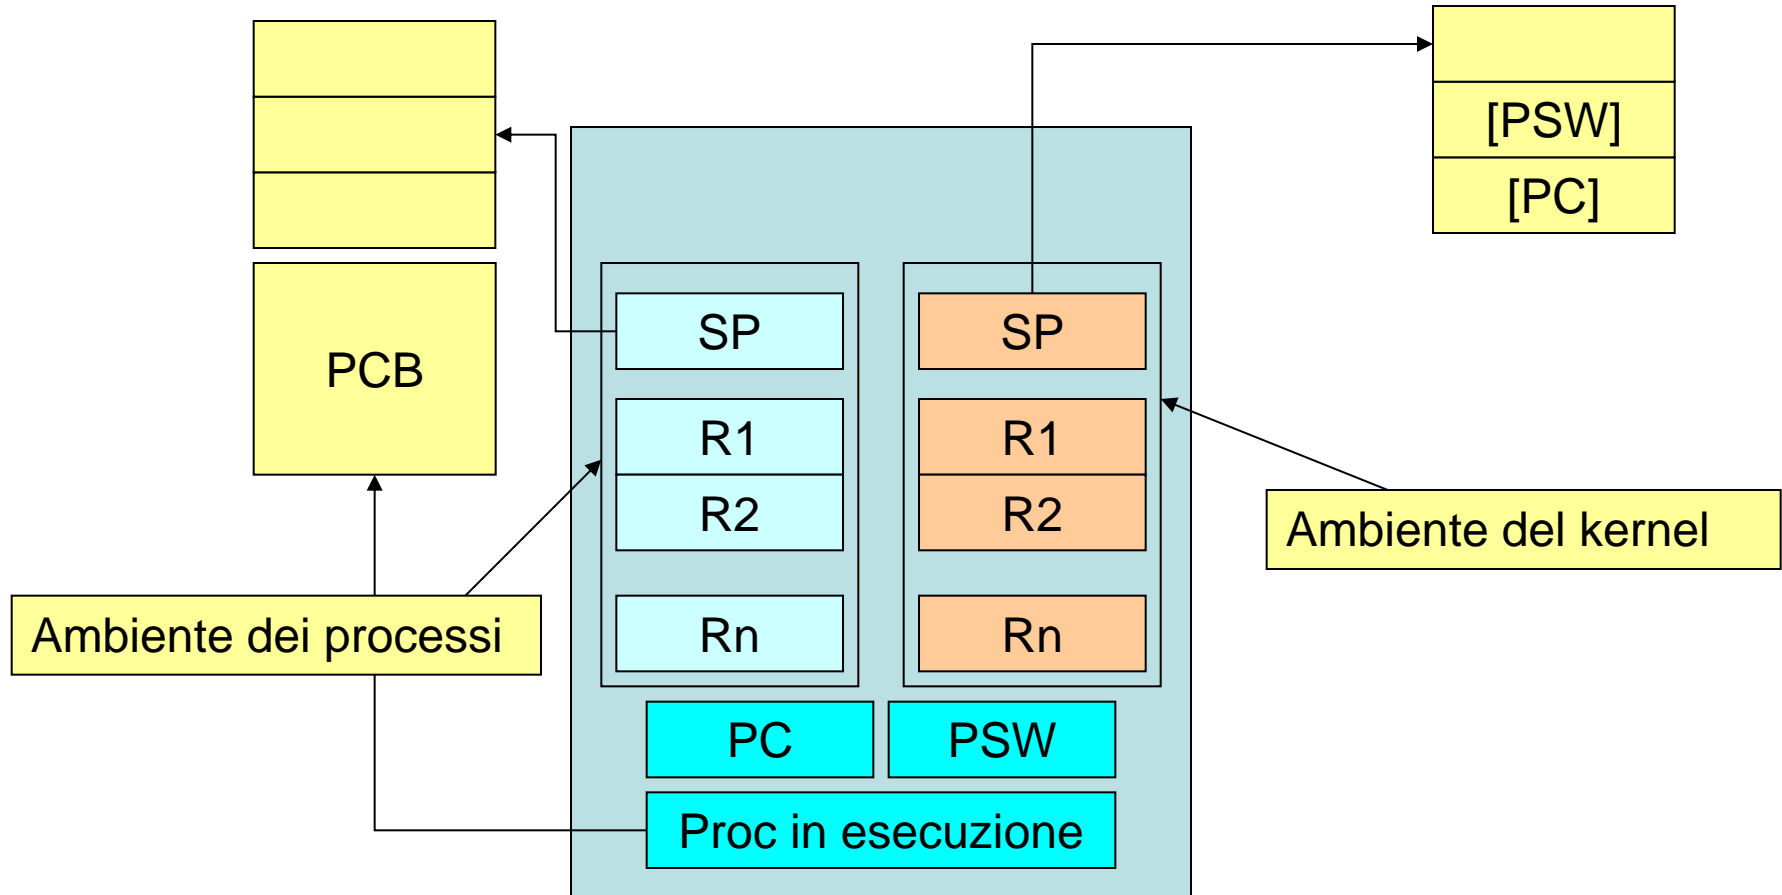 [PSW]
[PC]
PCB
SP
SP
R1
R1
R2
R2
Ambiente del kernel
Ambiente dei processi
Rn
Rn
PC
PSW
Proc in esecuzione